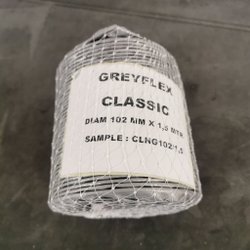 GREYFLEX
CLASSIC
DIAM 102 MM X 1,5 MTR
SAMPLE : CLNG102/1,5